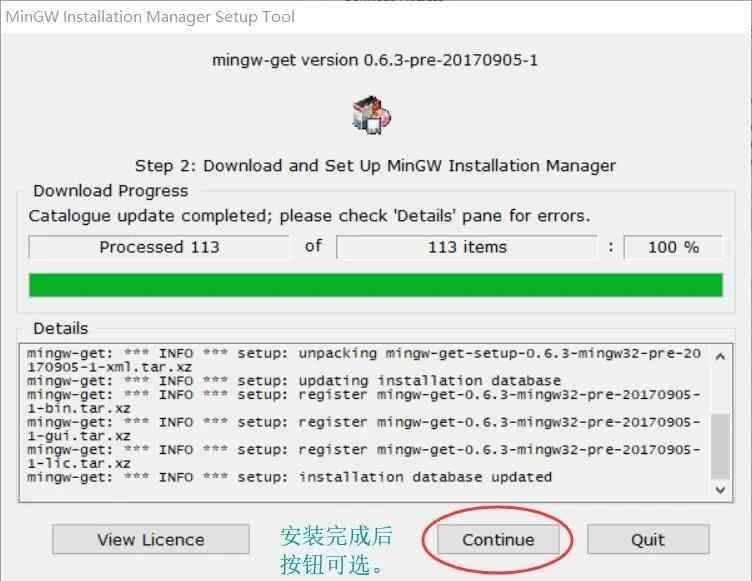 MinGW Installation Manager Setup Tool
mingw-get version 0.6.3-pre-20170905-1
Step 2: Download and Set Up MinGW Installation Manager
Download Progress
Catalogue update completed; please check 'Details' pane for errors.
Processed 113 of 113 items : 100 %
Details
mingw-get: *** INFO *** setup: unpacking mingw-get-setup-0.6.3-mingw32-pre-20
170905-1-xml.tar.xz
mingw-get: *** INFO *** setup: updating installation database
mingw-get: *** INFO *** setup: register mingw-get-0.6.3-mingw32-pre-20170905-
1-bin.tar.xz
mingw-get: *** INFO *** setup: register mingw-get-0.6.3-mingw32-pre-20170905-
1-gui.tar.xz
mingw-get: *** INFO *** setup: register mingw-get-0.6.3-mingw32-pre-20170905-
1-lic.tar.xz
mingw-get: *** INFO *** setup: installation database updated
View Licence
安装完成后
按钮可选。
Continue
Quit